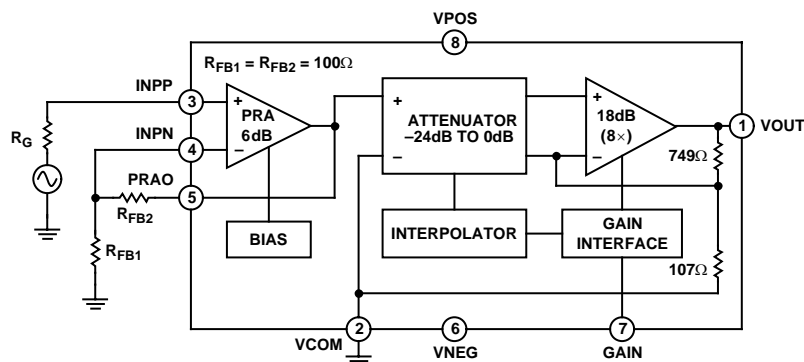 VPOS
8
R_FB1 = R_FB2 = 100Ω
INPP
3
+
PRA
6dB
−
R_G
INPN
4
PRAO
5
R_FB2
R_FB1
BIAS
+
ATTENUATOR
−24dB TO 0dB
−
INTERPOLATOR
+
18dB
(8×)
−
GAIN
INTERFACE
1
VOUT
749Ω
107Ω
VCOM
2
6
VNEG
7
GAIN